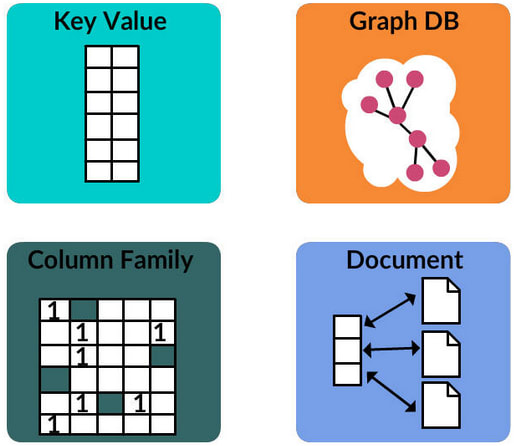 Key Value
Graph DB
Column Family
1
1 1
1
1 1
1
Document